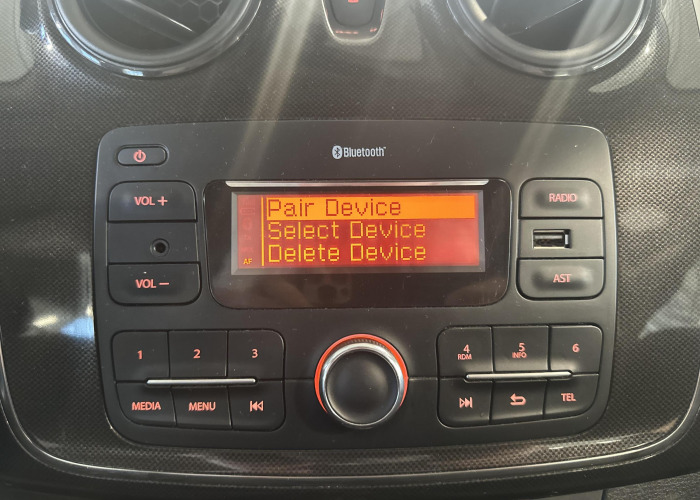 Bluetooth
VOL +
RADIO
Pair Device
Select Device
Delete Device
AF
VOL −
AST
1
2
3
4
RDM
5
INFO
6
MEDIA
MENU
TEL